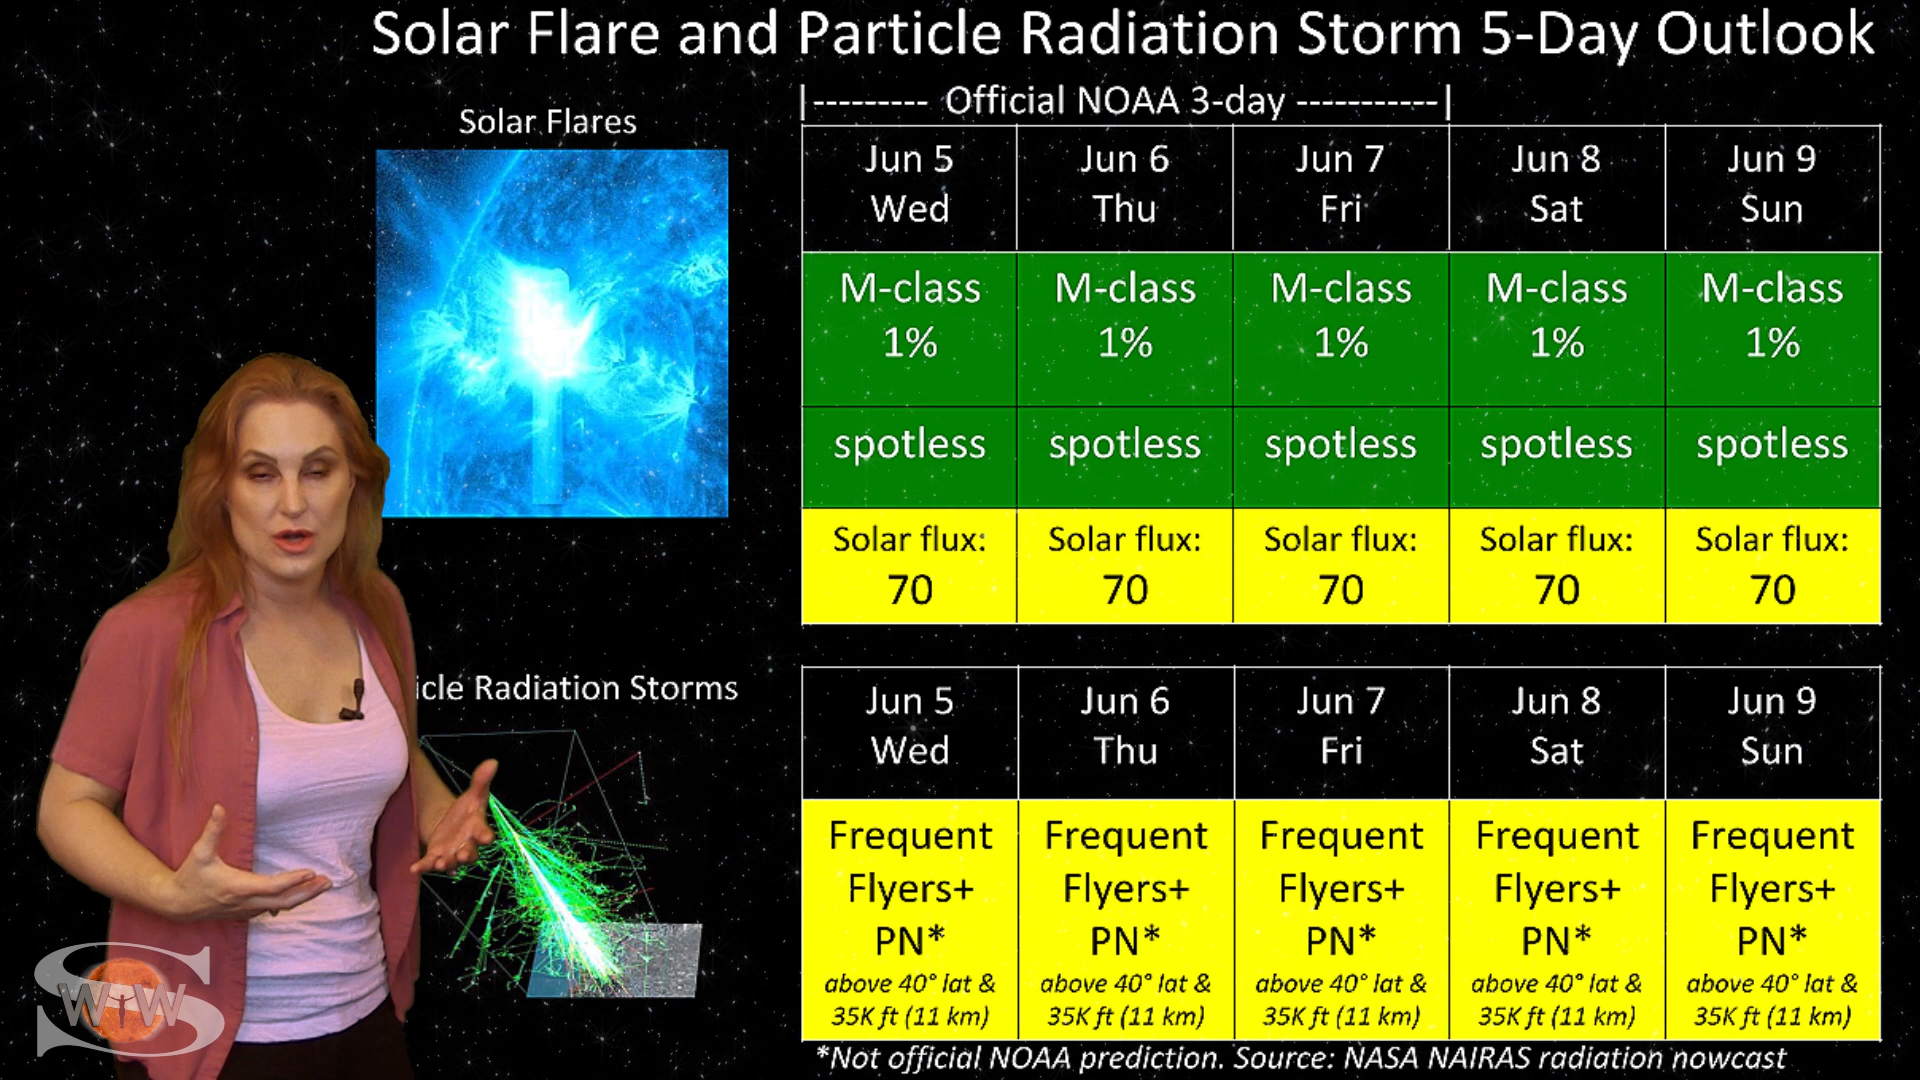 Solar Flare and Particle Radiation Storm 5-Day Outlook
|--------- Official NOAA 3-day -----------|
Solar Flares
Jun 5 Jun 6 Jun 7 Jun 8 Jun 9
Wed Thu Fri Sat Sun
M-class M-class M-class M-class M-class
1% 1% 1% 1% 1%
spotless spotless spotless spotless spotless
Solar flux: Solar flux: Solar flux: Solar flux: Solar flux:
70 70 70 70 70
icle Radiation Storms
Jun 5 Jun 6 Jun 7 Jun 8 Jun 9
Wed Thu Fri Sat Sun
Frequent Frequent Frequent Frequent Frequent
Flyers+ Flyers+ Flyers+ Flyers+ Flyers+
PN* PN* PN* PN* PN*
above 40° lat & above 40° lat & above 40° lat & above 40° lat & above 40° lat &
35K ft (11 km) 35K ft (11 km) 35K ft (11 km) 35K ft (11 km) 35K ft (11 km)
*Not official NOAA prediction. Source: NASA NAIRAS radiation nowcast
SWTW